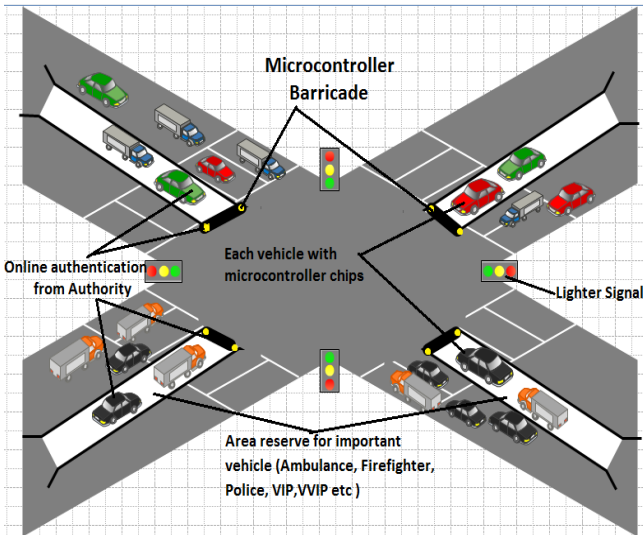 Microcontroller
Barricade
Each vehicle with
microcontroller chips
Online authentication
from Authority
Lighter Signal
Area reserve for important
vehicle (Ambulance, Firefighter,
Police, VIP,VVIP etc )